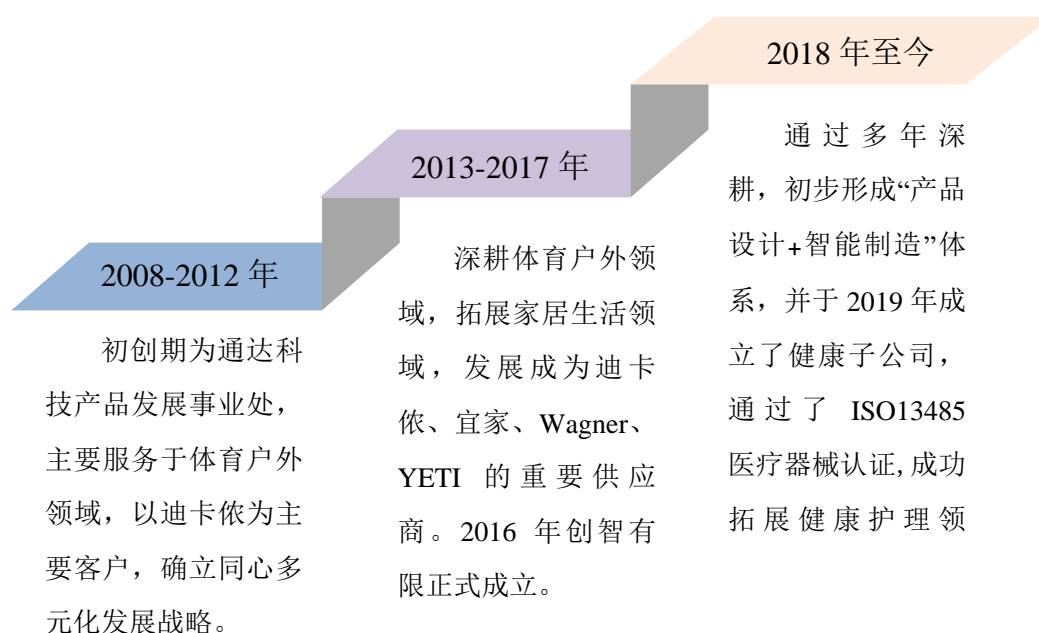 2008-2012 年
初创期为通达科
技产品发展事业处，
主要服务于体育户外
领域，以迪卡侬为主
要客户，确立同心多
元化发展战略。
2013-2017 年
深耕体育户外领
域，拓展家居生活领
域，发展成为迪卡
侬、宜家、Wagner、
YETI 的重要供应
商。2016 年创智有
限正式成立。
2018 年至今
通过多年深
耕，初步形成“产品
设计+智能制造”体
系，并于 2019 年成
立了健康子公司，
通过了 ISO13485
医疗器械认证,成功
拓展健康护理领